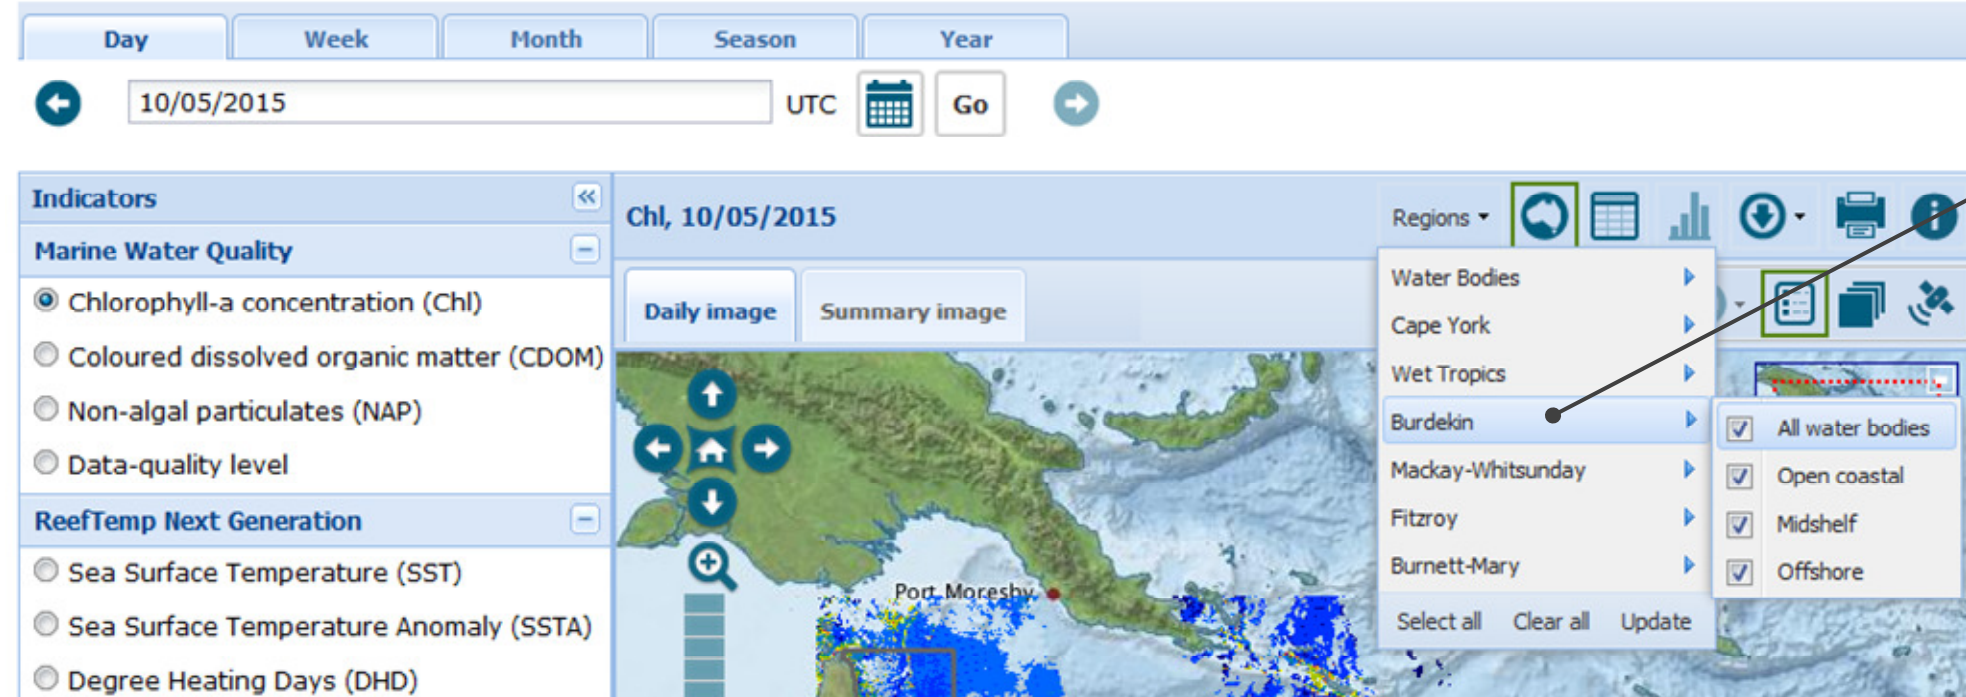 Day Week Month Season Year
10/05/2015 UTC Go
Indicators
Marine Water Quality
Chlorophyll-a concentration (Chl)
Coloured dissolved organic matter (CDOM)
Non-algal particulates (NAP)
Data-quality level
ReefTemp Next Generation
Sea Surface Temperature (SST)
Sea Surface Temperature Anomaly (SSTA)
Degree Heating Days (DHD)
Chl, 10/05/2015
Regions
Daily image Summary image
Water Bodies
Cape York
Wet Tropics
Burdekin
Mackay-Whitsunday
Fitzroy
Burnett-Mary
Select all Clear all Update
All water bodies
Open coastal
Midshelf
Offshore
Port Moresby